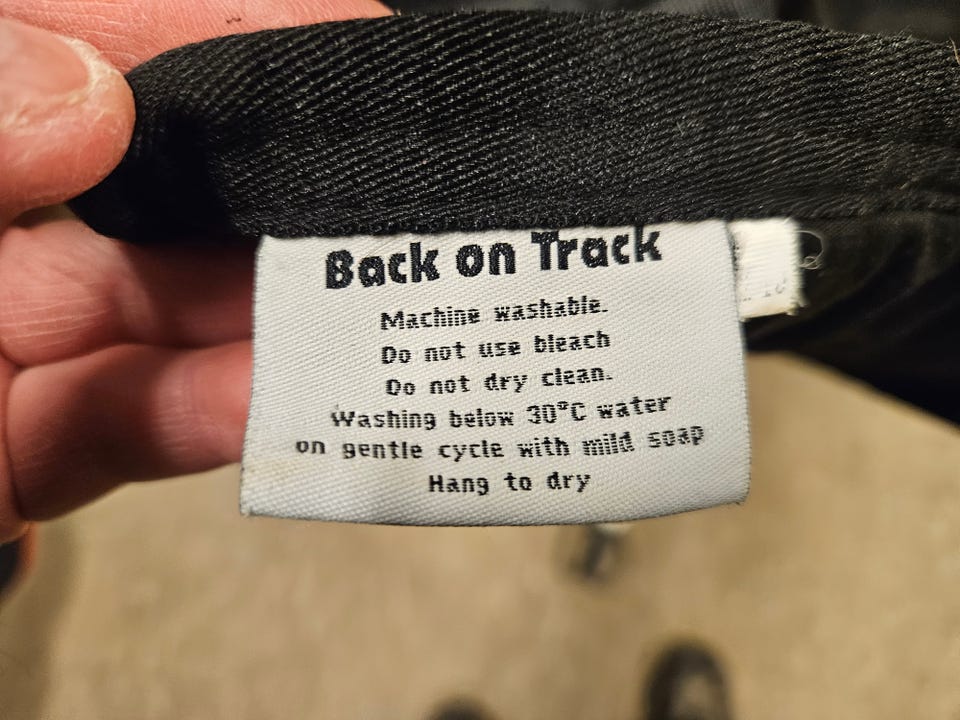 Back on Track
Machine washable.
Do not use bleach
Do not dry clean.
Washing below 30°C water
on gentle cycle with mild soap
Hang to dry